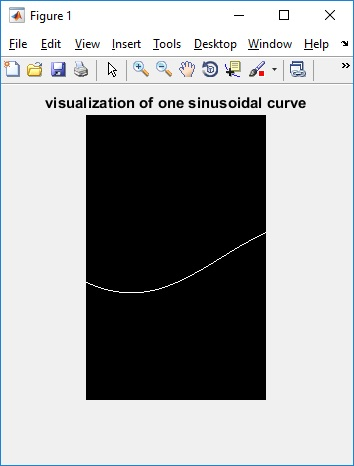 Figure 1
File Edit View Insert Tools Desktop Window Help
visualization of one sinusoidal curve